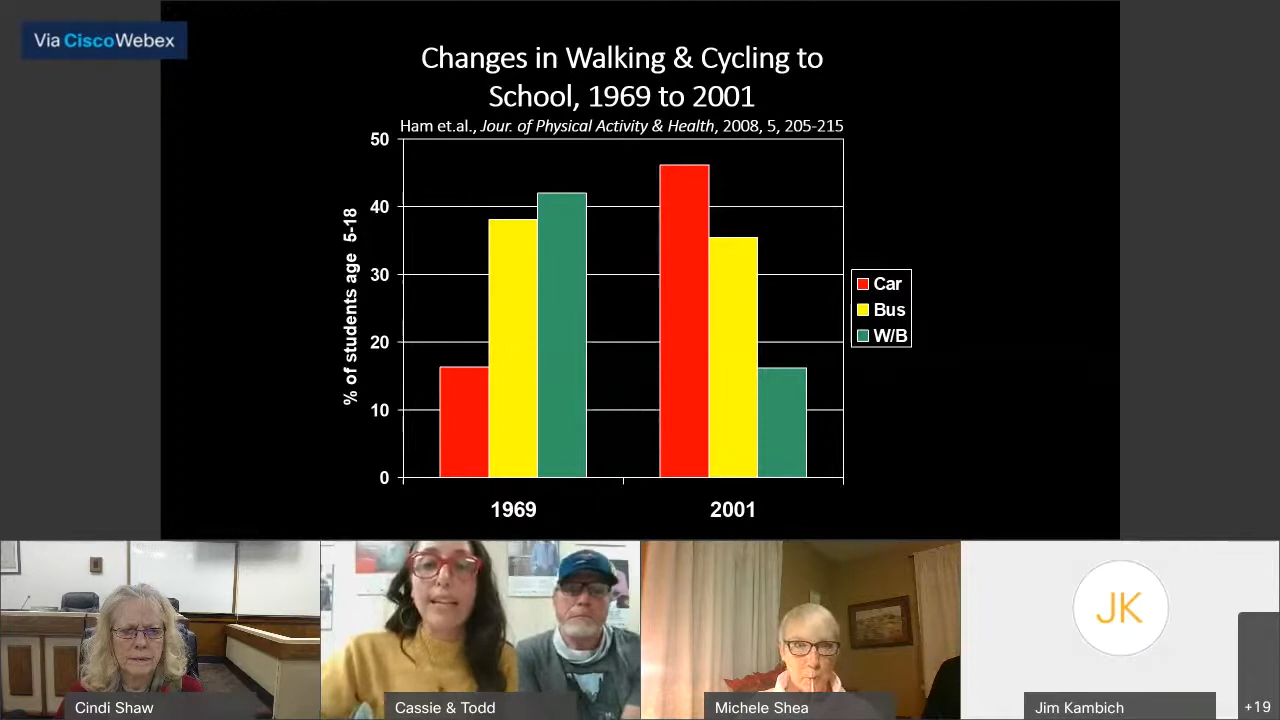 Via CiscoWebex
Changes in Walking & Cycling to
School, 1969 to 2001
Ham et.al., Jour. of Physical Activity & Health, 2008, 5, 205-215
50
40
30
20
10
0
% of students age 5-18
1969
2001
Car
Bus
W/B
JK
Cindi Shaw
Cassie & Todd
Michele Shea
Jim Kambich
+19